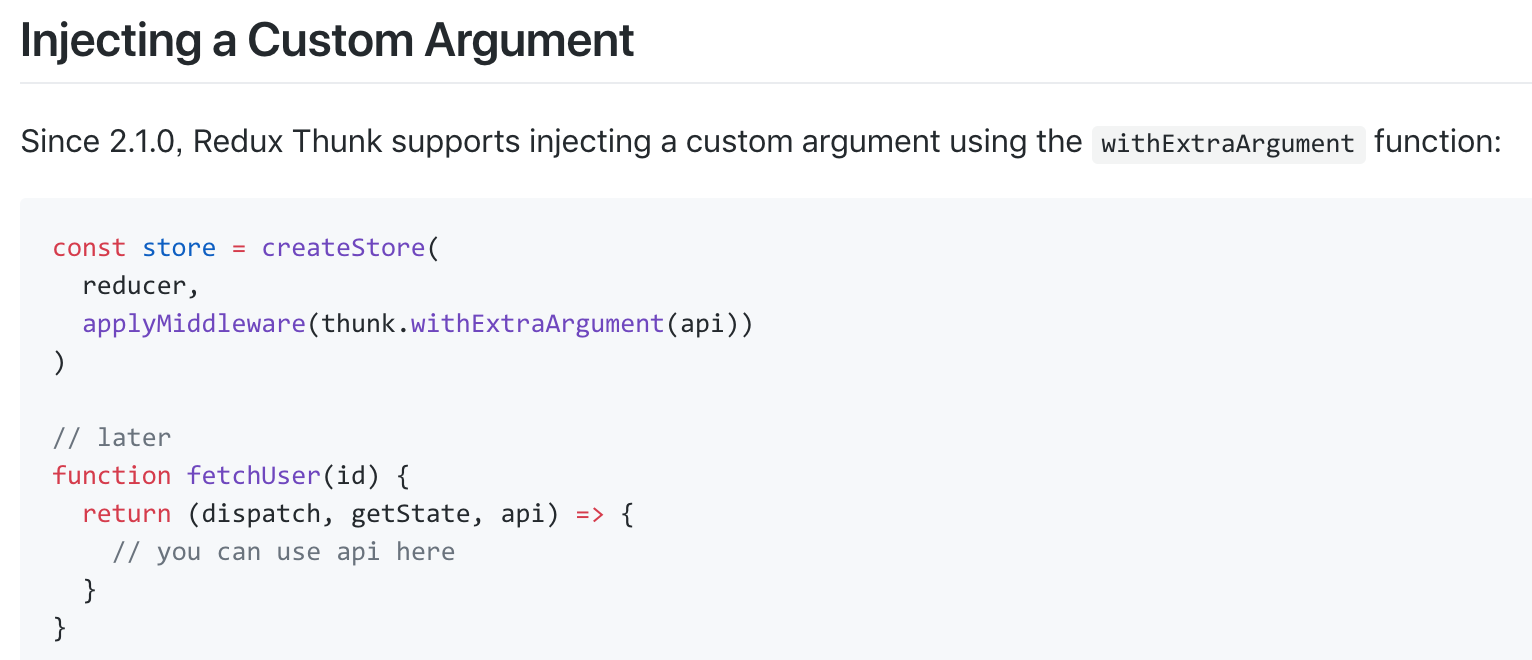 Injecting a Custom Argument
Since 2.1.0, Redux Thunk supports injecting a custom argument using the withExtraArgument function:
const store = createStore(
  reducer,
  applyMiddleware(thunk.withExtraArgument(api))
)
// later
function fetchUser(id) {
  return (dispatch, getState, api) => {
    // you can use api here
  }
}